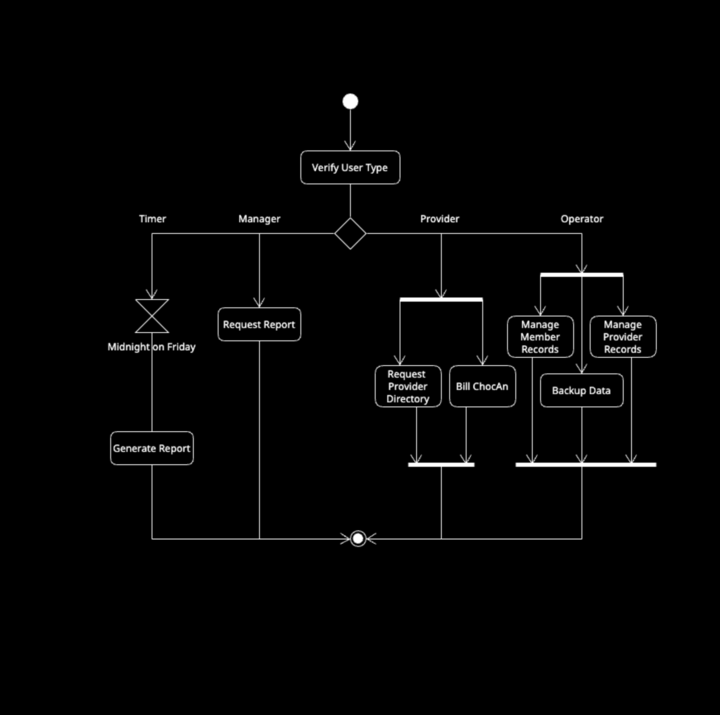 Verify User Type
Timer
Manager
Provider
Operator
Midnight on Friday
Request Report
Manage
Member
Records
Manage
Provider
Records
Request
Provider
Directory
Bill ChocAn
Backup Data
Generate Report